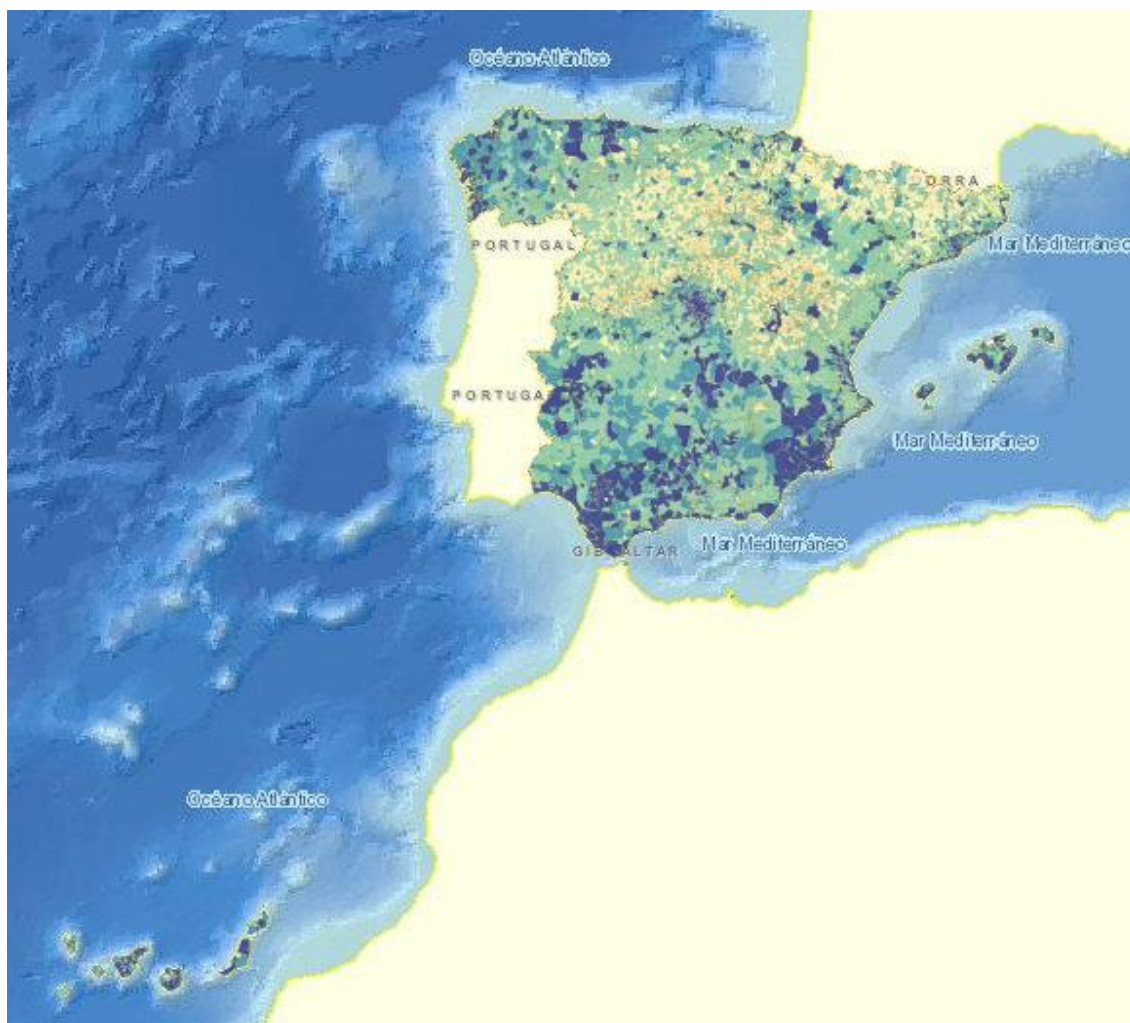 Océano Atlántico
ORRA
PORTUGAL
Mar Mediterráneo
PORTUGA
Mar Mediterráneo
Mar Mediterráneo
GIBRALTAR
Océano Atlántico